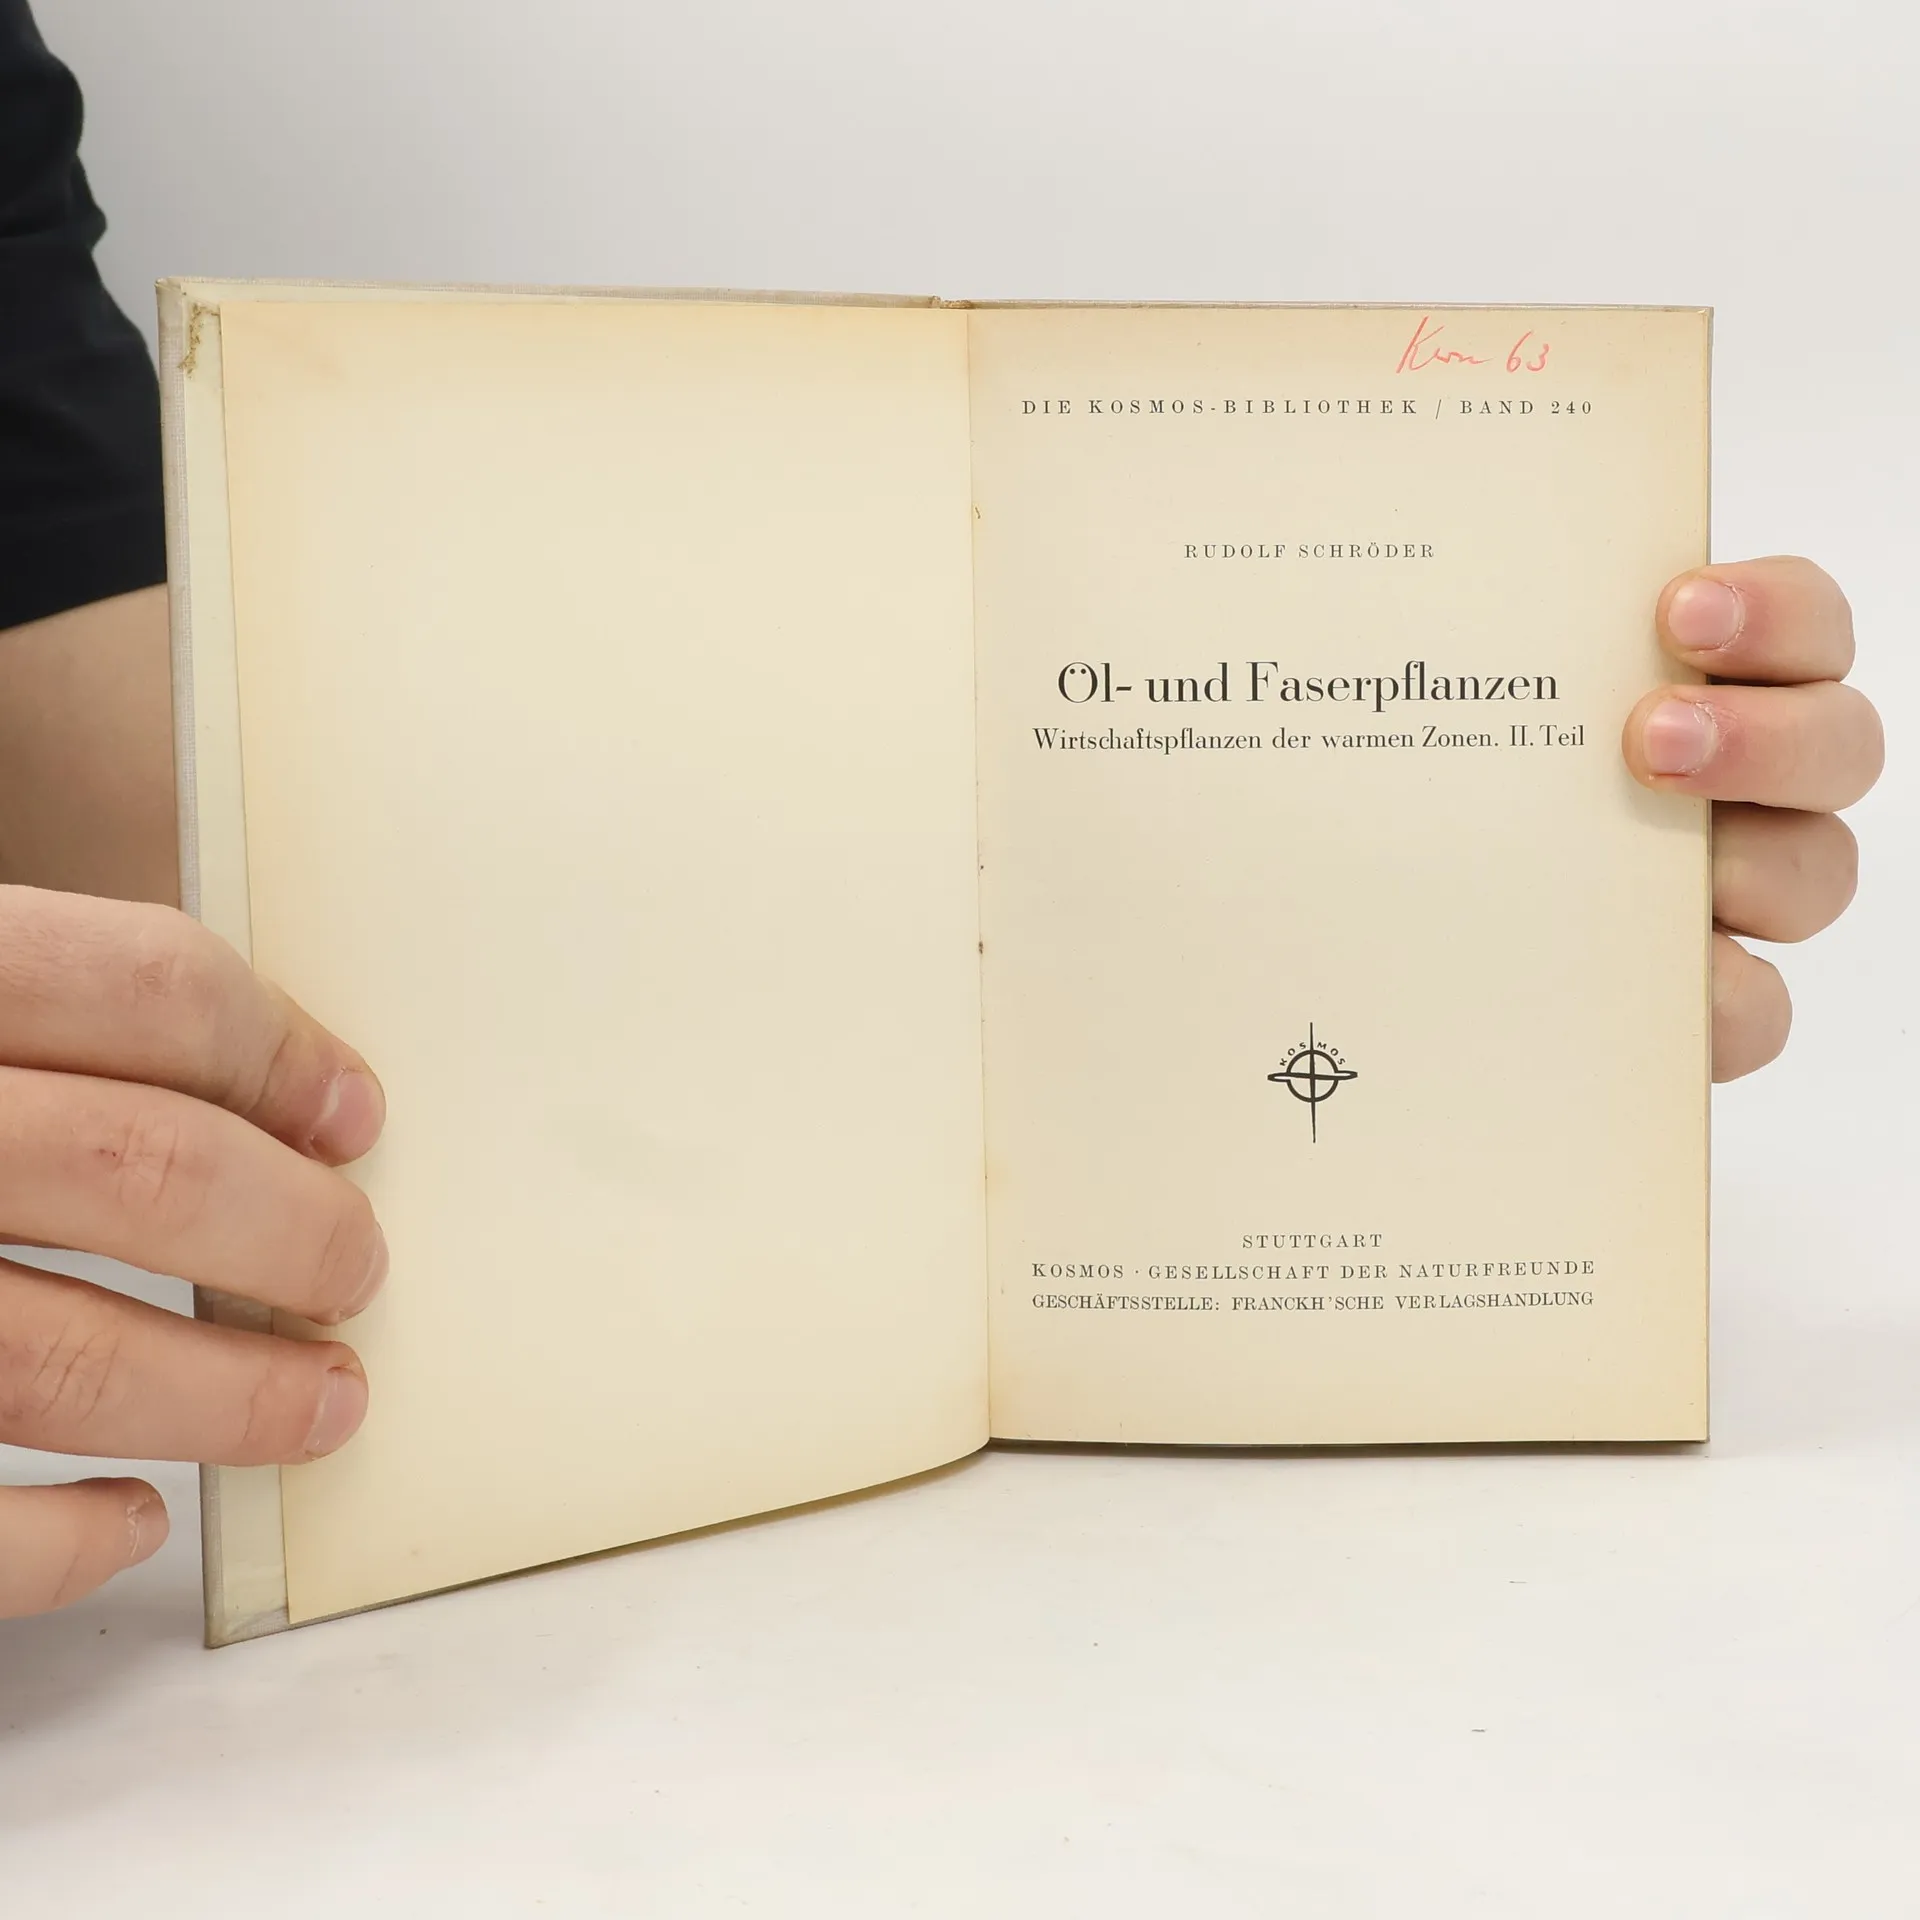 63
DIE KOSMOS-BIBLIOTHEK / BAND 240
RUDOLF SCHRÖDER
Öl- und Faserpflanzen
Wirtschaftspflanzen der warmen Zonen. II. Teil
KOSMOS
STUTTGART
KOSMOS · GESELLSCHAFT DER NATURFREUNDE
GESCHÄFTSSTELLE: FRANCKH'SCHE VERLAGSHANDLUNG